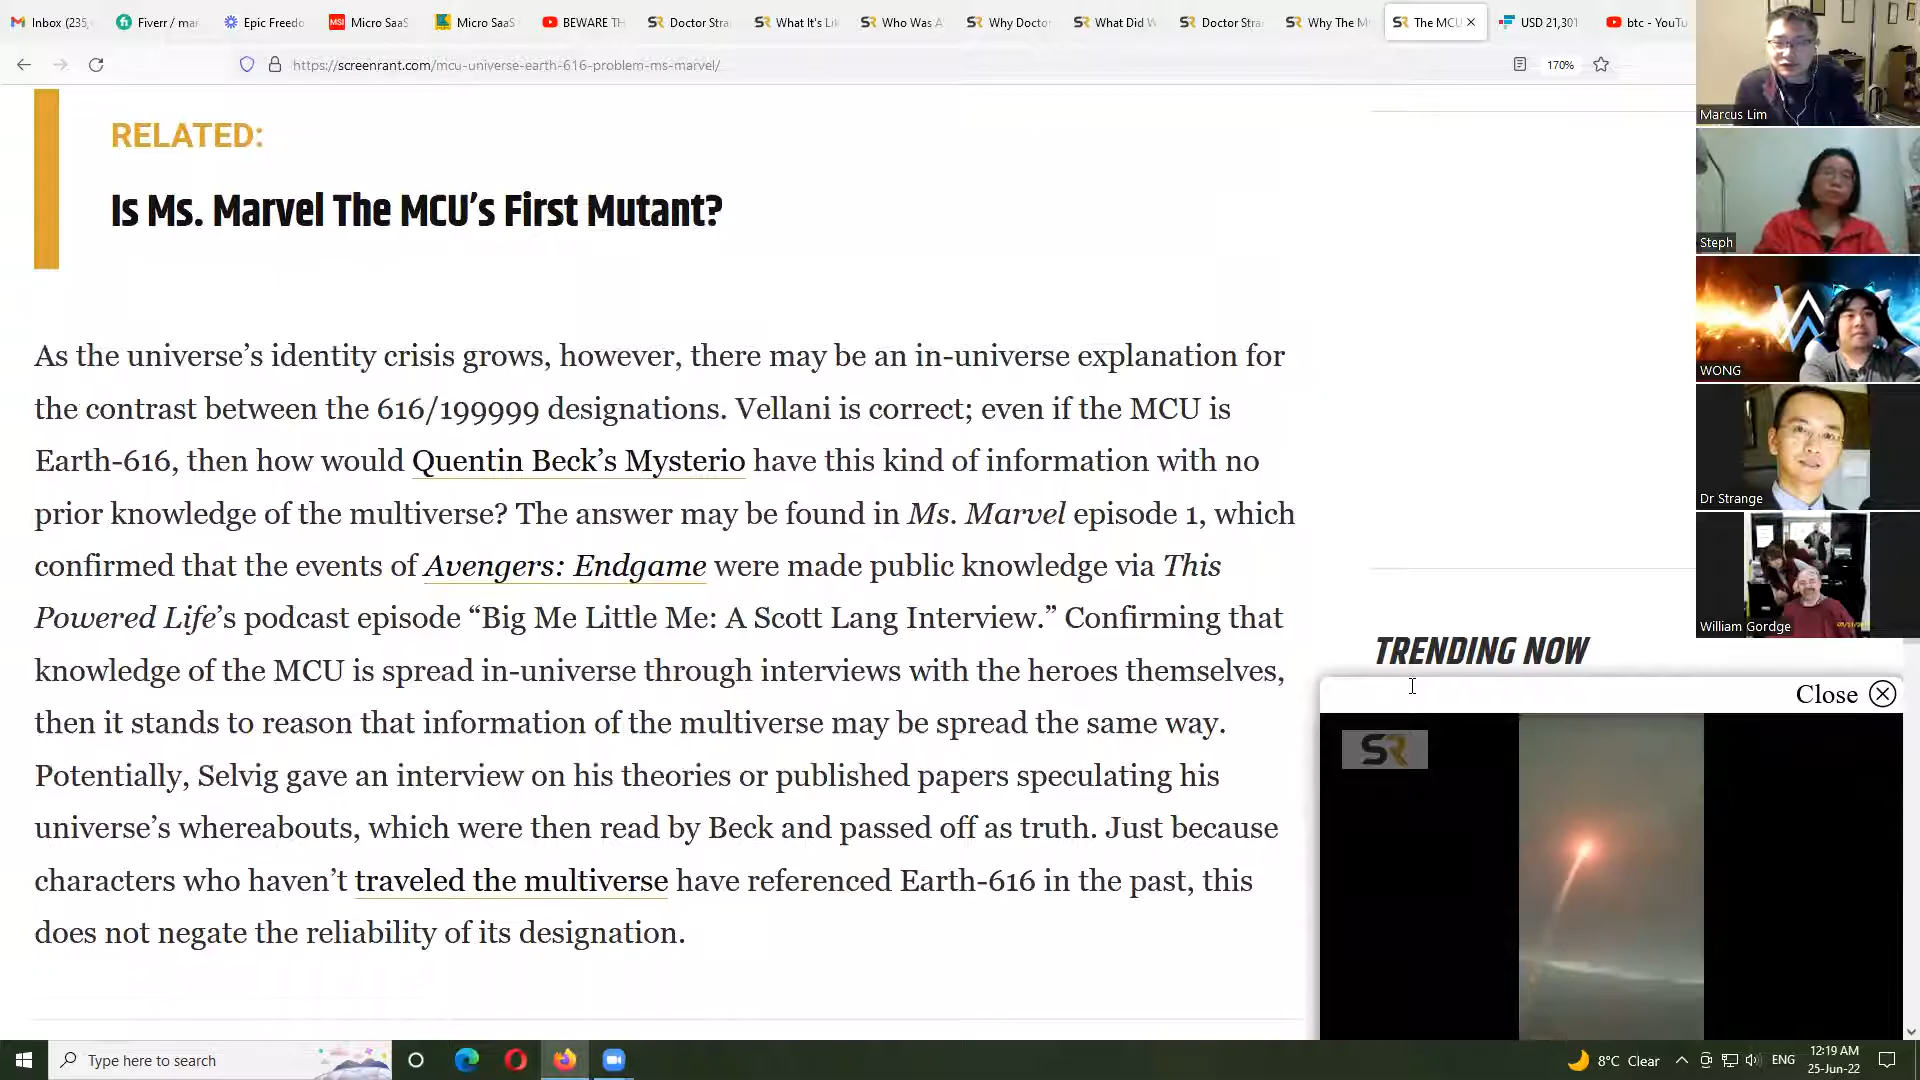 Inbox (235,
Fiverr / mar
Epic Freedo
MSI
Micro SaaS
Micro SaaS
BEWARE TH
SR
Doctor Stra
SR
What It's Li
SR
Who Was A
SR
Why Doctor
SR
What Did W
SR
Doctor Stra
SR
Why The M
SR
The MCU
USD 21,301
btc - YouTu
https://screenrant.com/mcu-universe-earth-616-problem-ms-marvel/
170%
Marcus Lim
Steph
WONG
Dr Strange
William Gordge
RELATED:
Is Ms. Marvel The MCU’s First Mutant?
As the universe’s identity crisis grows, however, there may be an in-universe explanation for
the contrast between the 616/199999 designations. Vellani is correct; even if the MCU is
Earth-616, then how would Quentin Beck’s Mysterio have this kind of information with no
prior knowledge of the multiverse? The answer may be found in Ms. Marvel episode 1, which
confirmed that the events of Avengers: Endgame were made public knowledge via This
Powered Life’s podcast episode “Big Me Little Me: A Scott Lang Interview.” Confirming that
knowledge of the MCU is spread in-universe through interviews with the heroes themselves,
then it stands to reason that information of the multiverse may be spread the same way.
Potentially, Selvig gave an interview on his theories or published papers speculating his
universe’s whereabouts, which were then read by Beck and passed off as truth. Just because
characters who haven’t traveled the multiverse have referenced Earth-616 in the past, this
does not negate the reliability of its designation.
TRENDING NOW
Close
SR
Type here to search
8°C Clear
ENG
12:19 AM
25-Jun-22